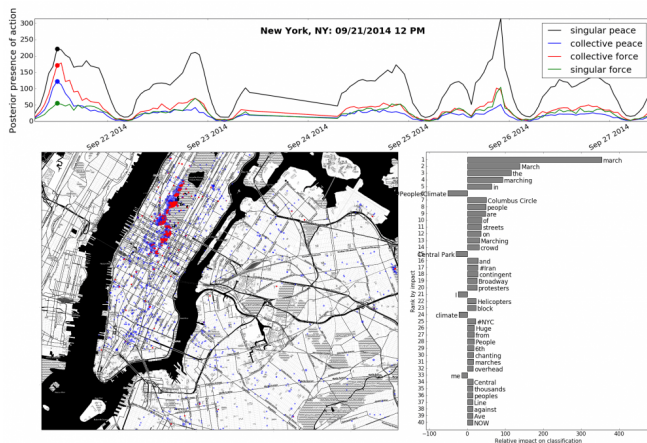 New York, NY: 09/21/2014 12 PM
singular peace
collective peace
collective force
singular force
Posterior presence of action
300
250
200
150
100
50
0
Sep 22 2014
Sep 23 2014
Sep 24 2014
Sep 25 2014
Sep 26 2014
Sep 27 2014
Rank by impact
1 march
2 March
3 the
4 marching
5 in
PeoplesClimate
7 Columbus Circle
8 people
9 are
10 of
11 streets
12 on
13 Marching
14 crowd
Central Park
16 and
17 #Iran
18 contingent
19 Broadway
20 protesters
21 I
22 Helicopters
23 block
24 climate
25 #NYC
26 Huge
27 from
28 People
29 6th
30 chanting
31 marches
32 overhead
33 me
34 Central
35 thousands
36 peoples
37 Line
38 against
39 Ave
40 NOW
−100 0 100 200 300 400
Relative impact on classification